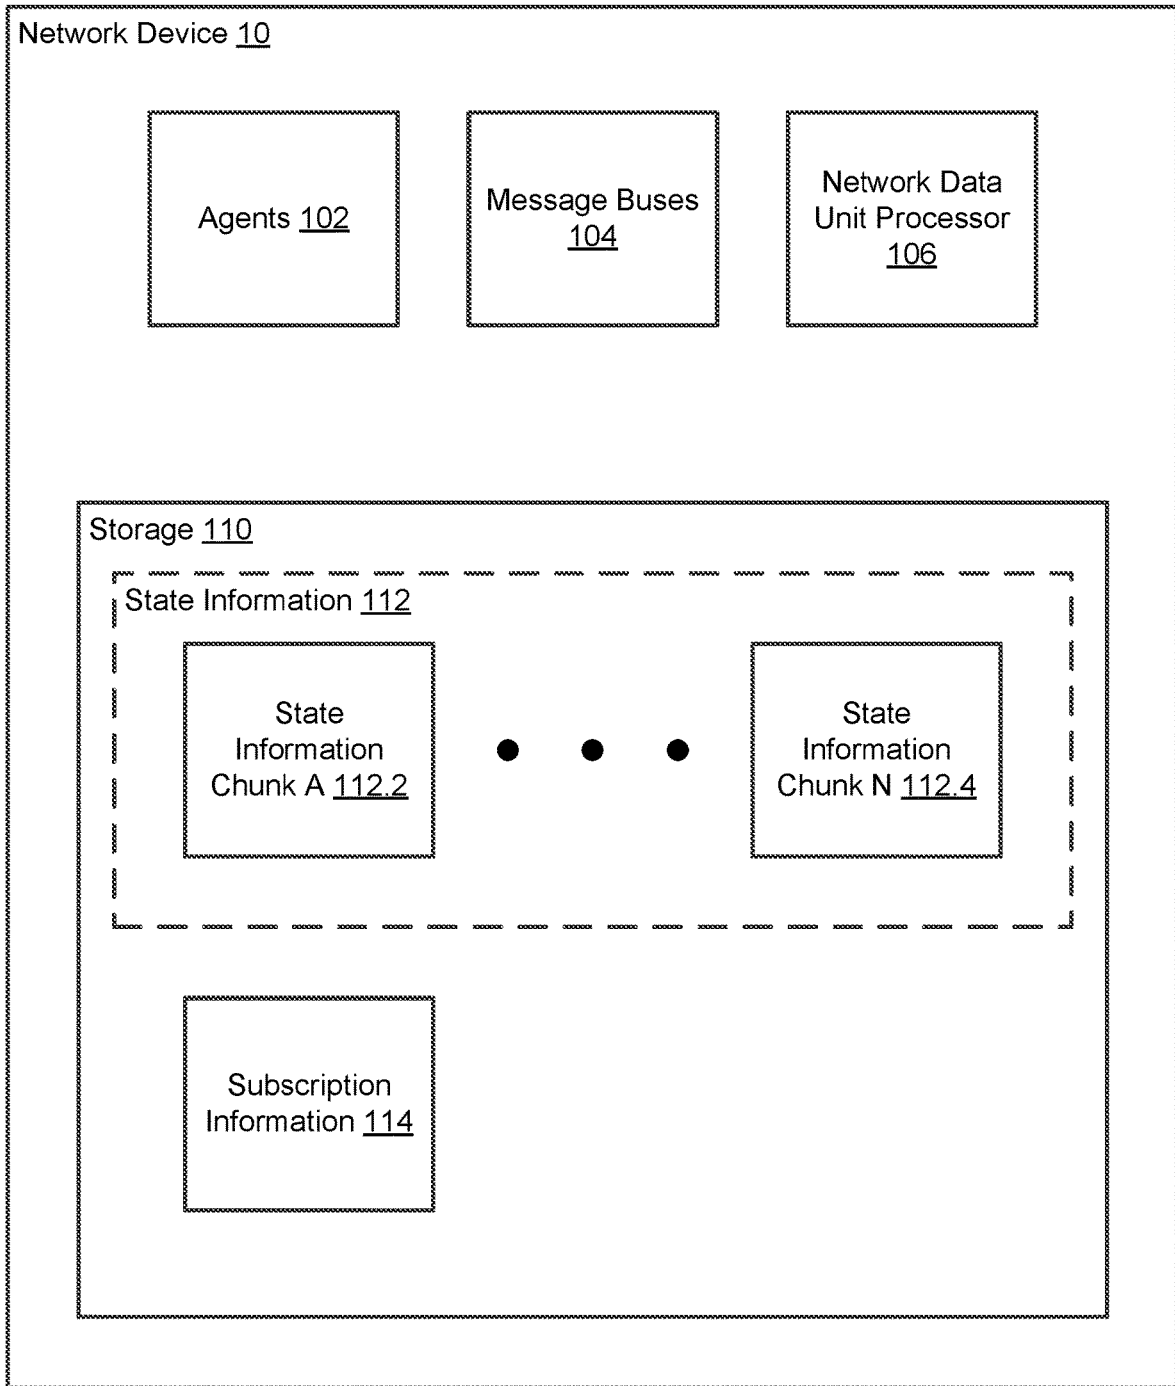 Network Device 10
Agents 102
Message Buses
104
Network Data
Unit Processor
106
Storage 110
State Information 112
State
Information
Chunk A 112.2
State
Information
Chunk N 112.4
Subscription
Information 114